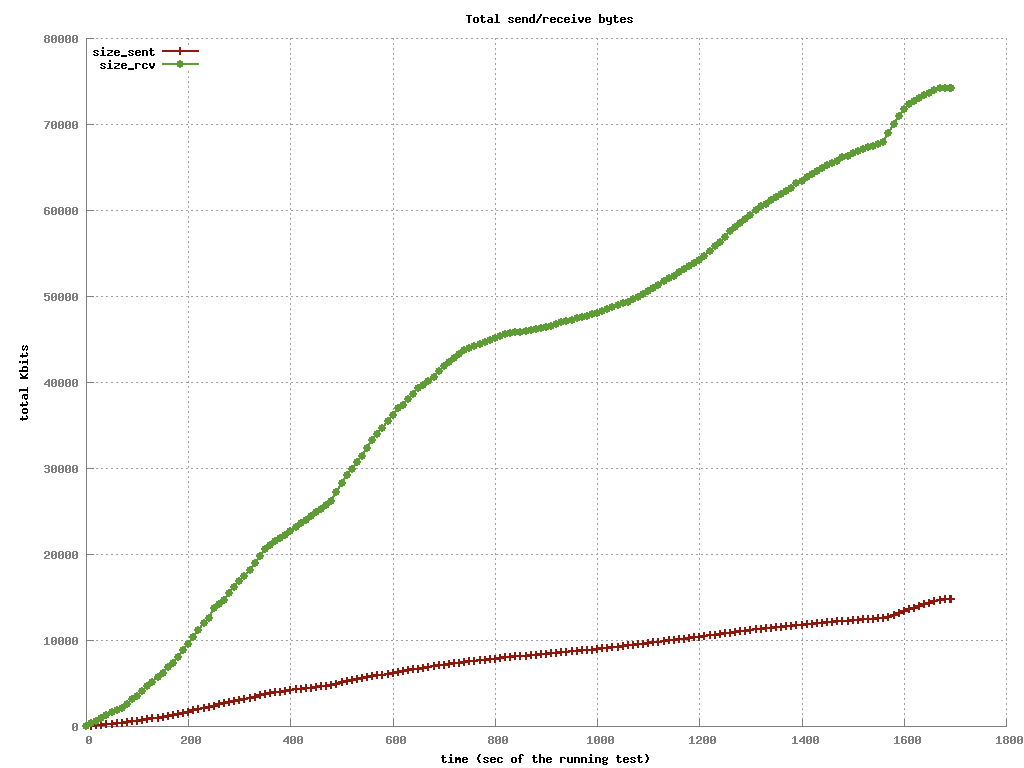 Total send/receive bytes
80000
size_sent
size_rcv
70000
60000
50000
total Kbits
40000
30000
20000
10000
0
0 200 400 600 800 1000 1200 1400 1600 1800
time (sec of the running test)